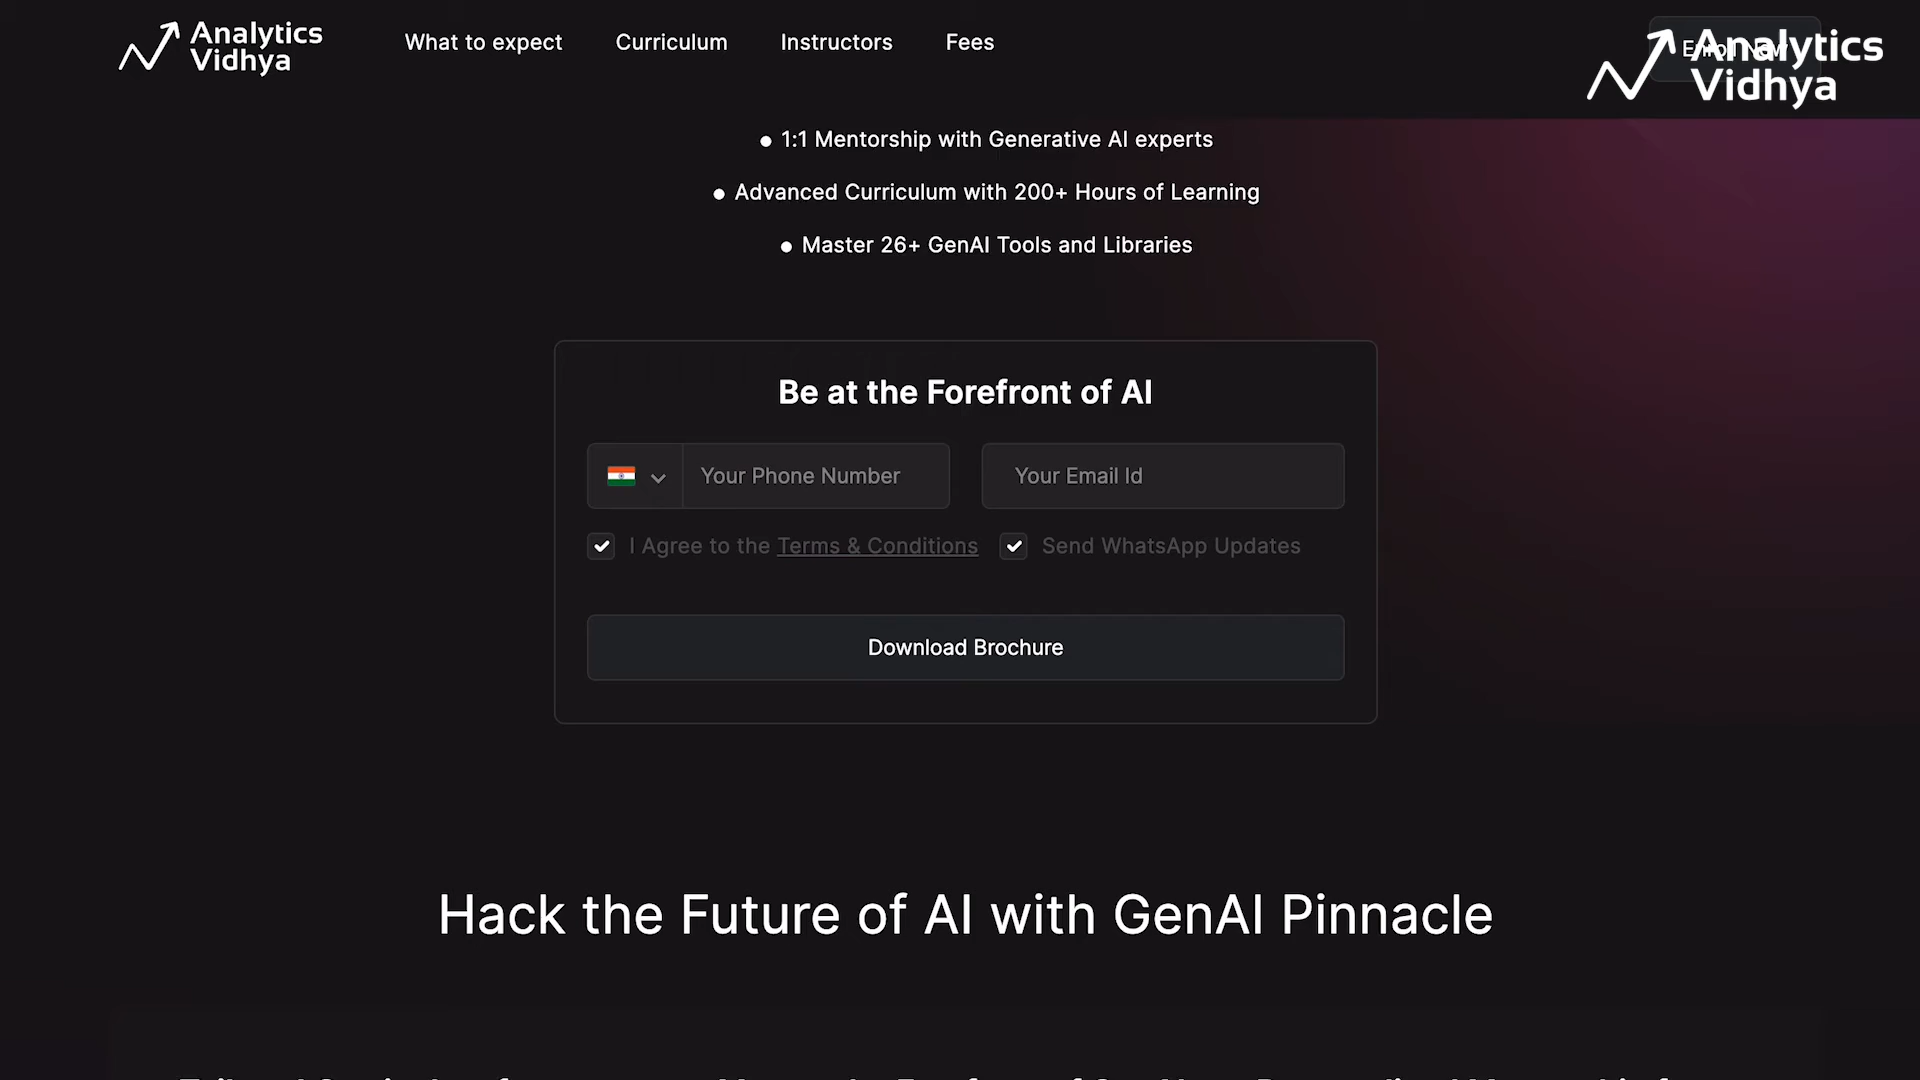 Analytics
Vidhya
What to expect
Curriculum
Instructors
Fees
Enroll Now
Analytics
Vidhya
1:1 Mentorship with Generative AI experts
Advanced Curriculum with 200+ Hours of Learning
Master 26+ GenAI Tools and Libraries
Be at the Forefront of AI
Your Phone Number
Your Email Id
I Agree to the Terms & Conditions
Send WhatsApp Updates
Download Brochure
Hack the Future of AI with GenAI Pinnacle